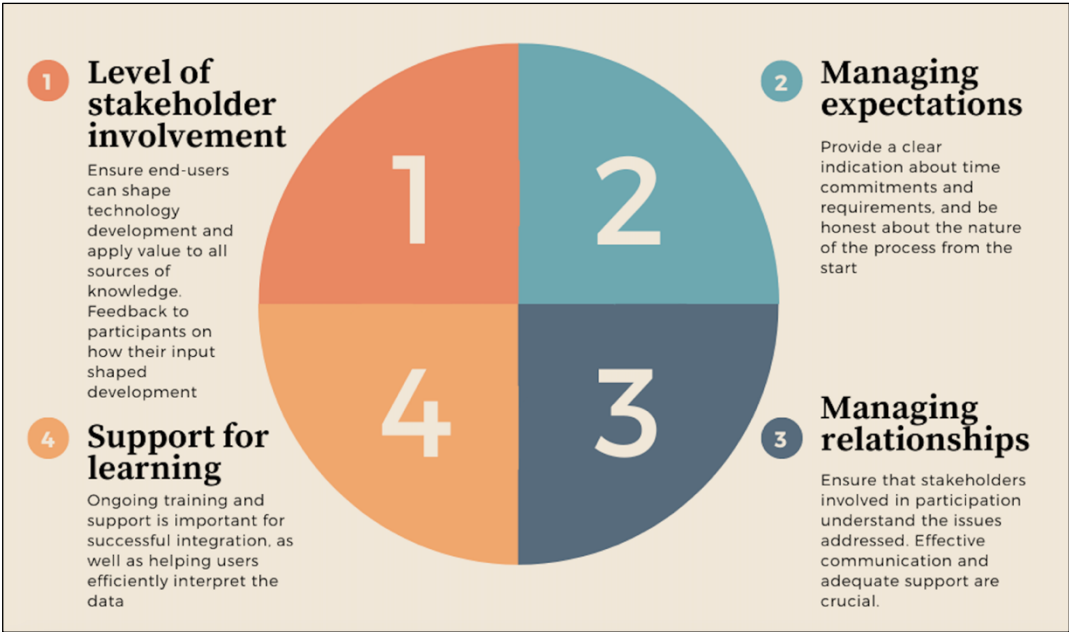 1
Level of
stakeholder
involvement
Ensure end-users
can shape
technology
development and
apply value to all
sources of
knowledge.
Feedback to
participants on
how their input
shaped
development
2
Managing
expectations
Provide a clear
indication about time
commitments and
requirements, and be
honest about the nature
of the process from the
start
1
2
4
3
4
Support for
learning
Ongoing training and
support is important for
successful integration, as
well as helping users
efficiently interpret the
data
3
Managing
relationships
Ensure that stakeholders
involved in participation
understand the issues
addressed. Effective
communication and
adequate support are
crucial.